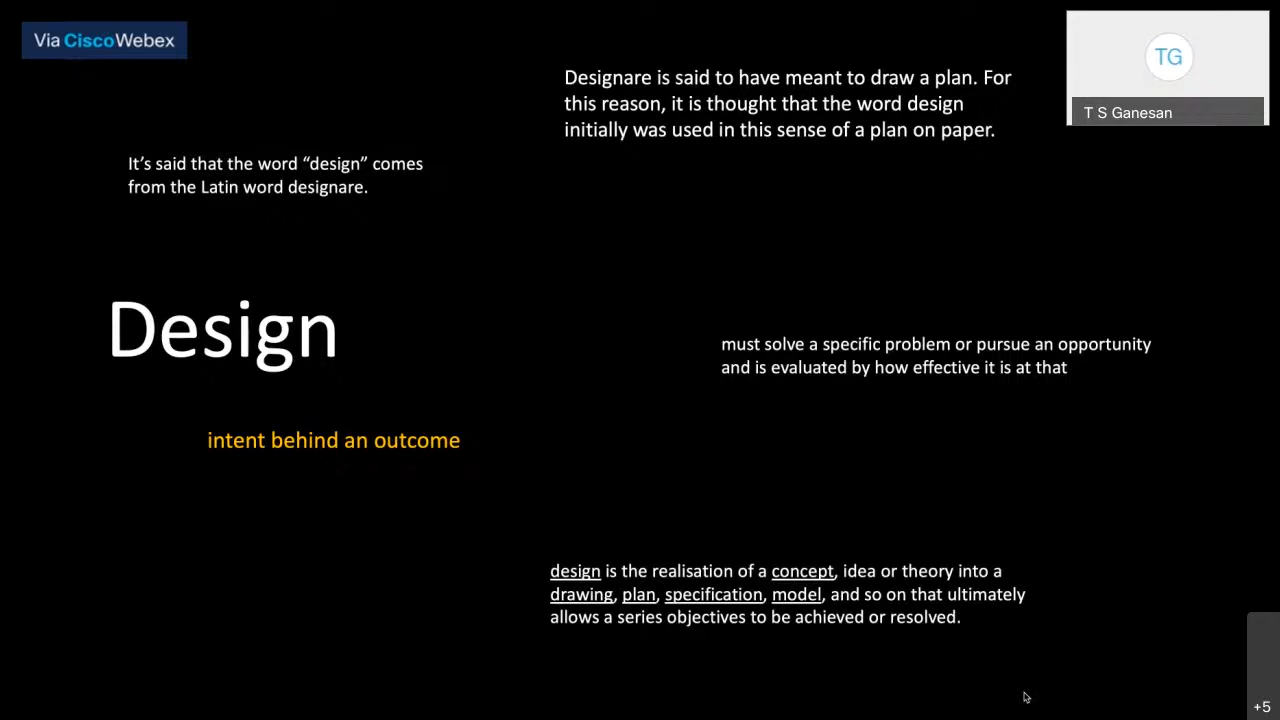 Via CiscoWebex
TG
T S Ganesan
Designare is said to have meant to draw a plan. For
this reason, it is thought that the word design
initially was used in this sense of a plan on paper.
It's said that the word “design” comes
from the Latin word designare.
Design
must solve a specific problem or pursue an opportunity
and is evaluated by how effective it is at that
intent behind an outcome
design is the realisation of a concept, idea or theory into a
drawing, plan, specification, model, and so on that ultimately
allows a series objectives to be achieved or resolved.
+5